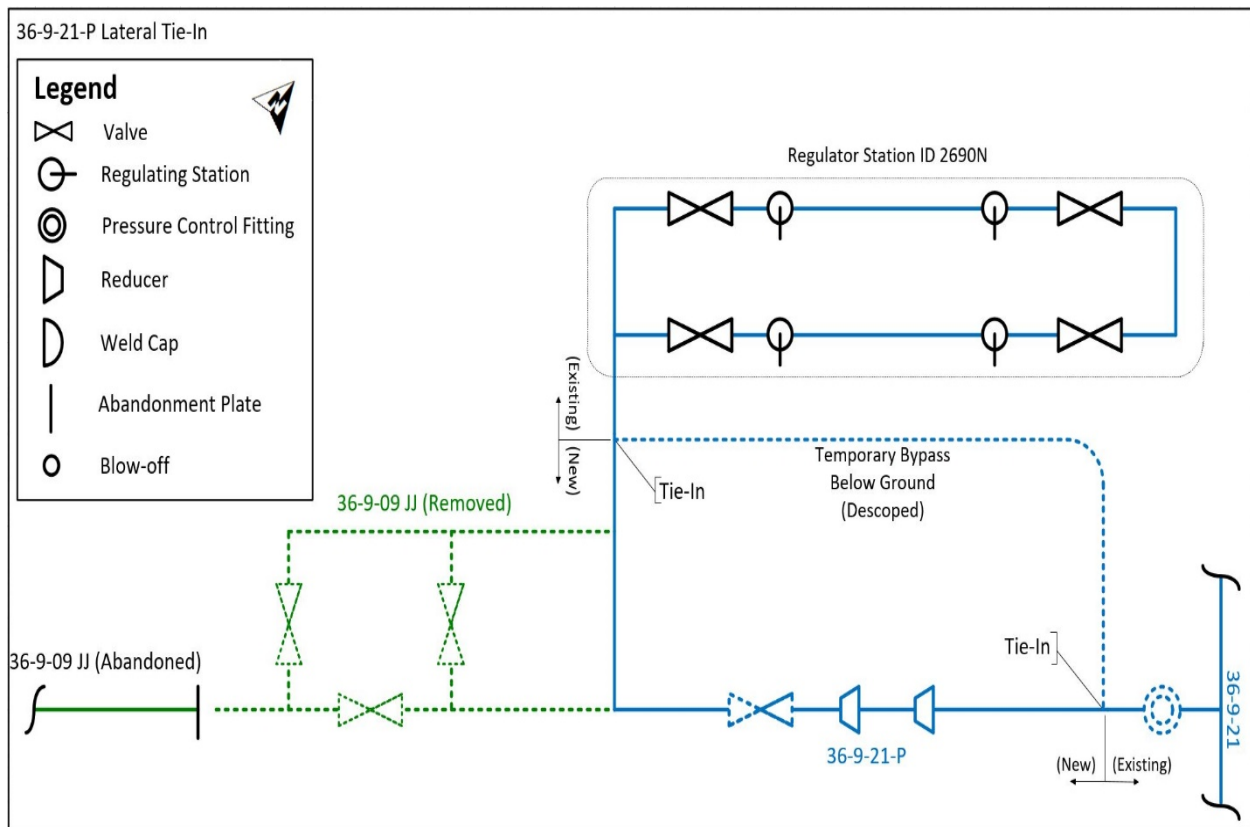 36-9-21-P Lateral Tie-In
Legend
N
Valve
Regulating Station
Pressure Control Fitting
Reducer
Weld Cap
Abandonment Plate
Blow-off
Regulator Station ID 2690N
(Existing)
(New)
Temporary Bypass
Below Ground
(Descoped)
Tie-In
36-9-09 JJ (Removed)
36-9-09 JJ (Abandoned)
Tie-In
36-9-21
36-9-21-P
(New)
(Existing)